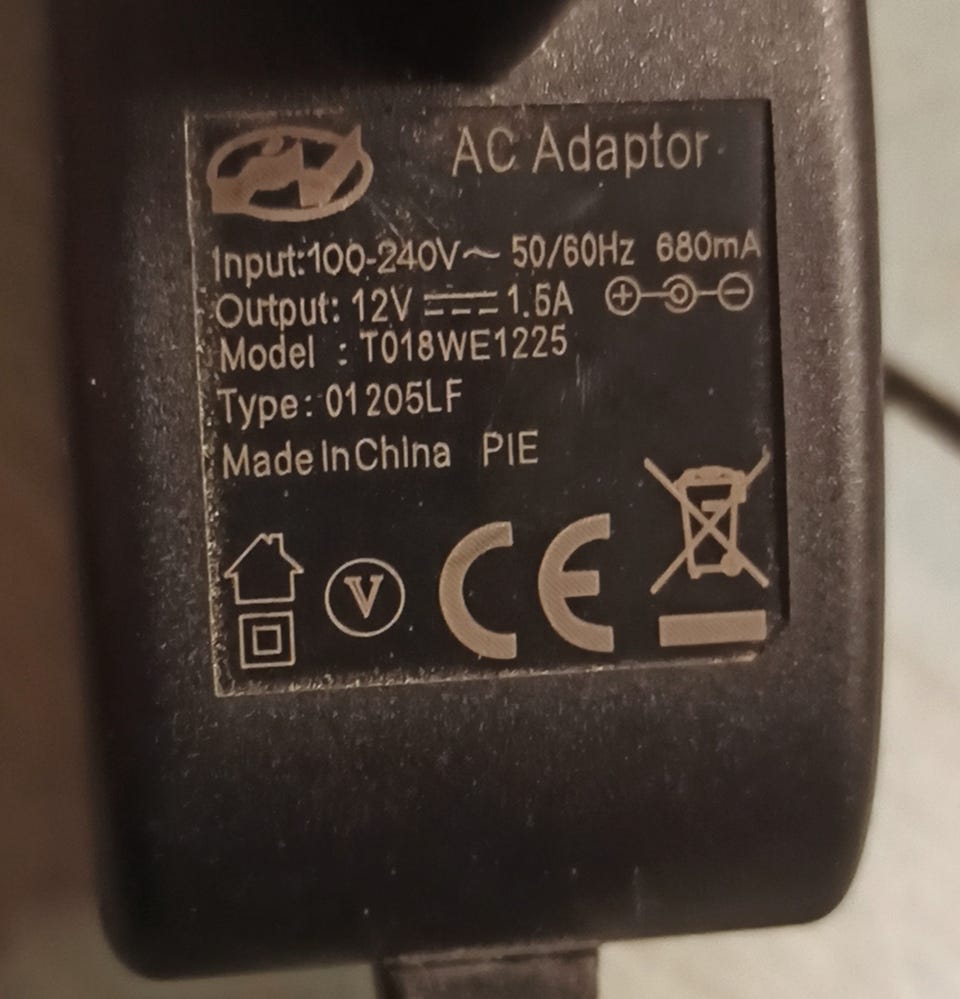 AC Adaptor
Input:100-240V～ 50/60Hz 680mA
Output: 12V ⎓ 1.5A
Model : T018WE1225
Type: 01205LF
Made In China PIE
V
CE